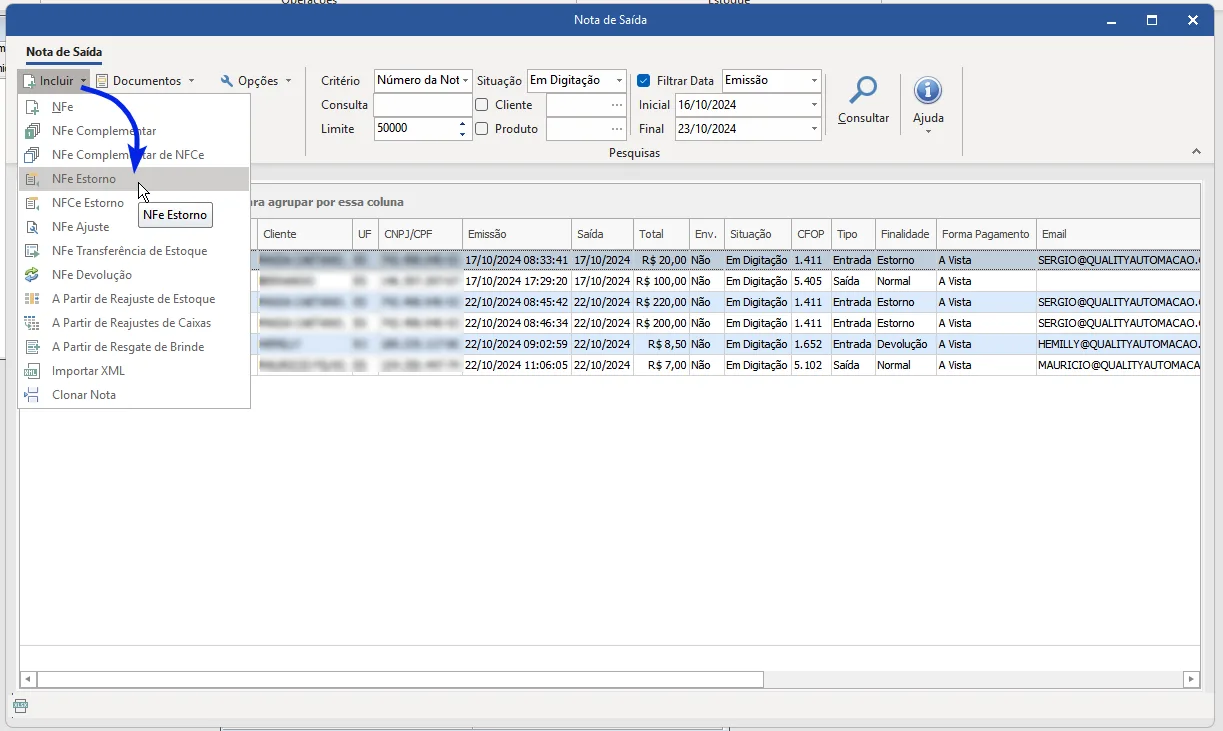 Operações
Estoque
Nota de Saída
Nota de Saída
Incluir Documentos Opções
Critério Número da Not Situação Em Digitação Filtrar Data Emissão
Consulta Cliente ... Inicial 16/10/2024
Limite 50000 Produto ... Final 23/10/2024
Consultar Ajuda
Pesquisas
NFe
NFe Complementar
NFe Complementar de NFCe
NFe Estorno
NFCe Estorno
NFe Estorno
NFe Ajuste
NFe Transferência de Estoque
NFe Devolução
A Partir de Reajuste de Estoque
A Partir de Reajustes de Caixas
A Partir de Resgate de Brinde
Importar XML
Clonar Nota
para agrupar por essa coluna
Cliente UF CNPJ/CPF Emissão Saída Total Env. Situação CFOP Tipo Finalidade Forma Pagamento Email
17/10/2024 08:33:41 17/10/2024 R$ 20,00 Não Em Digitação 1.411 Entrada Estorno A Vista SERGIO@QUALITYAUTOMACAO.
17/10/2024 17:29:20 17/10/2024 R$ 100,00 Não Em Digitação 5.405 Saída Normal A Vista
22/10/2024 08:45:42 22/10/2024 R$ 220,00 Não Em Digitação 1.411 Entrada Estorno A Vista SERGIO@QUALITYAUTOMACAO.
22/10/2024 08:46:34 22/10/2024 R$ 200,00 Não Em Digitação 1.411 Entrada Estorno A Vista SERGIO@QUALITYAUTOMACAO.
22/10/2024 09:02:59 22/10/2024 R$ 8,50 Não Em Digitação 1.652 Entrada Devolução A Vista HEMILLY@QUALITYAUTOMACAO.
22/10/2024 11:06:05 22/10/2024 R$ 7,00 Não Em Digitação 5.102 Saída Normal A Vista MAURICIO@QUALITYAUTOMACA